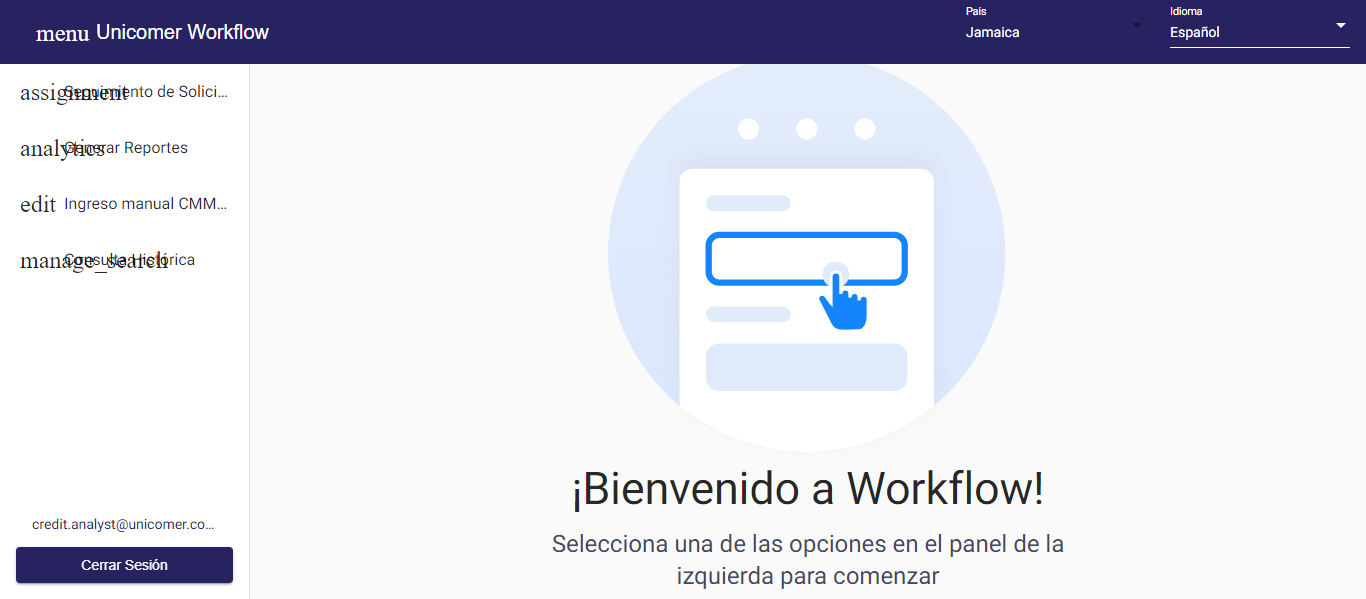 menu Unicomer Workflow
País
Jamaica
Idioma
Español
assignment Seguimiento de Solici...
analytics Generar Reportes
edit Ingreso manual CMM...
manage_search Consulta Histórica
¡Bienvenido a Workflow!
Selecciona una de las opciones en el panel de la
izquierda para comenzar
credit.analyst@unicomer.co...
Cerrar Sesión